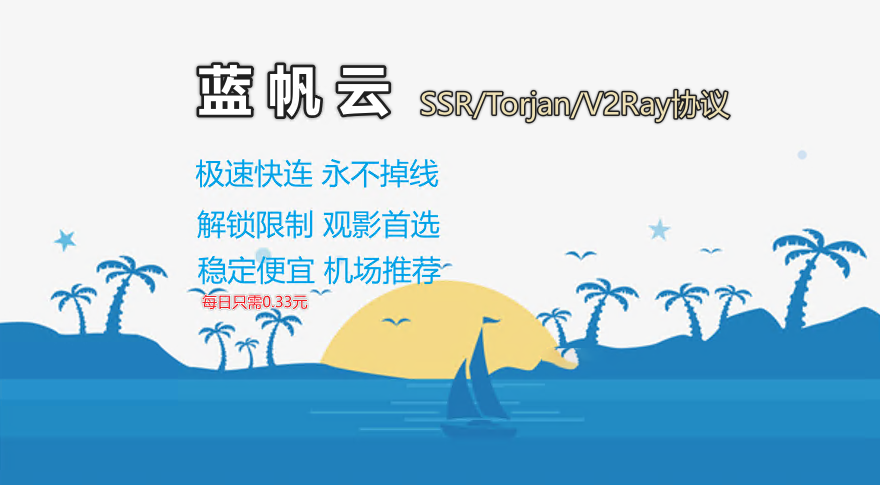 蓝帆云 SSR/Torjan/V2Ray协议
极速快连 永不掉线
解锁限制 观影首选
稳定便宜 机场推荐
每日只需0.33元